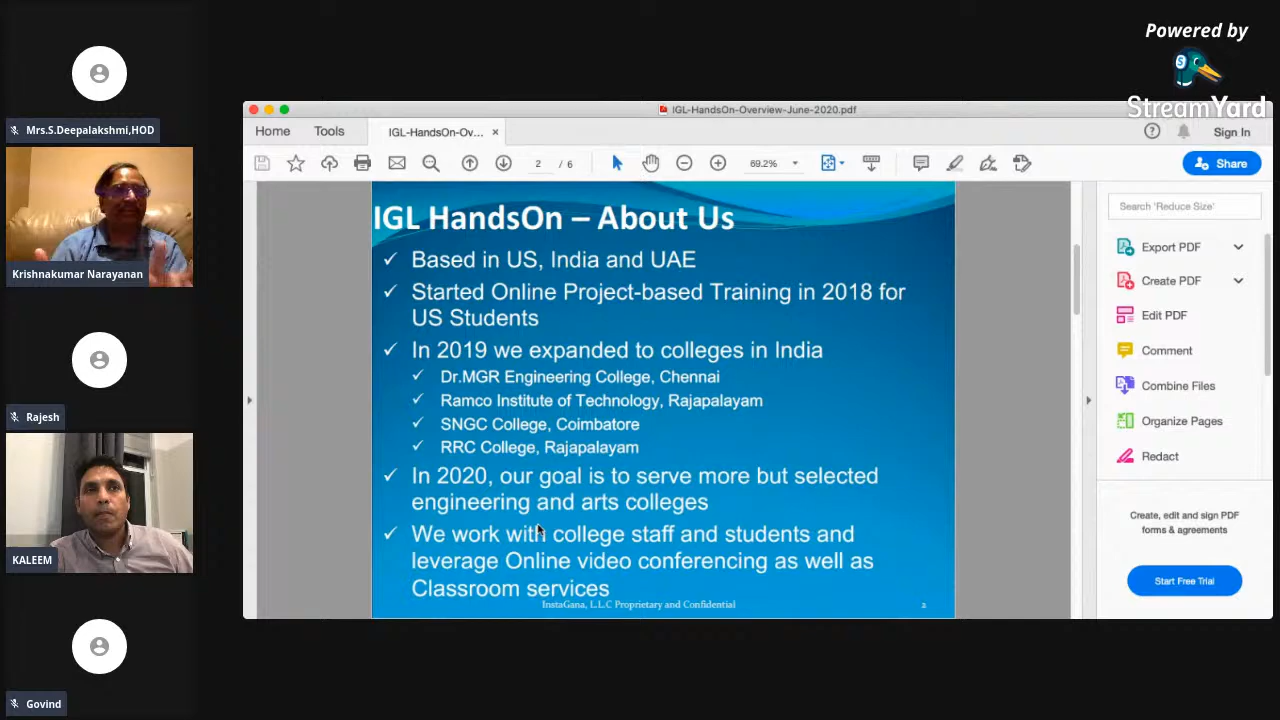 Powered by
StreamYard
Mrs.S.Deepalakshmi,HOD
Krishnakumar Narayanan
Rajesh
KALEEM
Govind
IGL-HandsOn-Overview-June-2020.pdf
Home
Tools
IGL-HandsOn-Ov...
×
Sign In
2 / 6
69.2%
Share
IGL HandsOn – About Us
✓ Based in US, India and UAE
✓ Started Online Project-based Training in 2018 for
US Students
✓ In 2019 we expanded to colleges in India
✓ Dr.MGR Engineering College, Chennai
✓ Ramco Institute of Technology, Rajapalayam
✓ SNGC College, Coimbatore
✓ RRC College, Rajapalayam
✓ In 2020, our goal is to serve more but selected
engineering and arts colleges
✓ We work with college staff and students and
leverage Online video conferencing as well as
Classroom services
InstaGana, L.L.C Proprietary and Confidential
2
Search 'Reduce Size'
Export PDF
Create PDF
Edit PDF
Comment
Combine Files
Organize Pages
Redact
Create, edit and sign PDF
forms & agreements
Start Free Trial